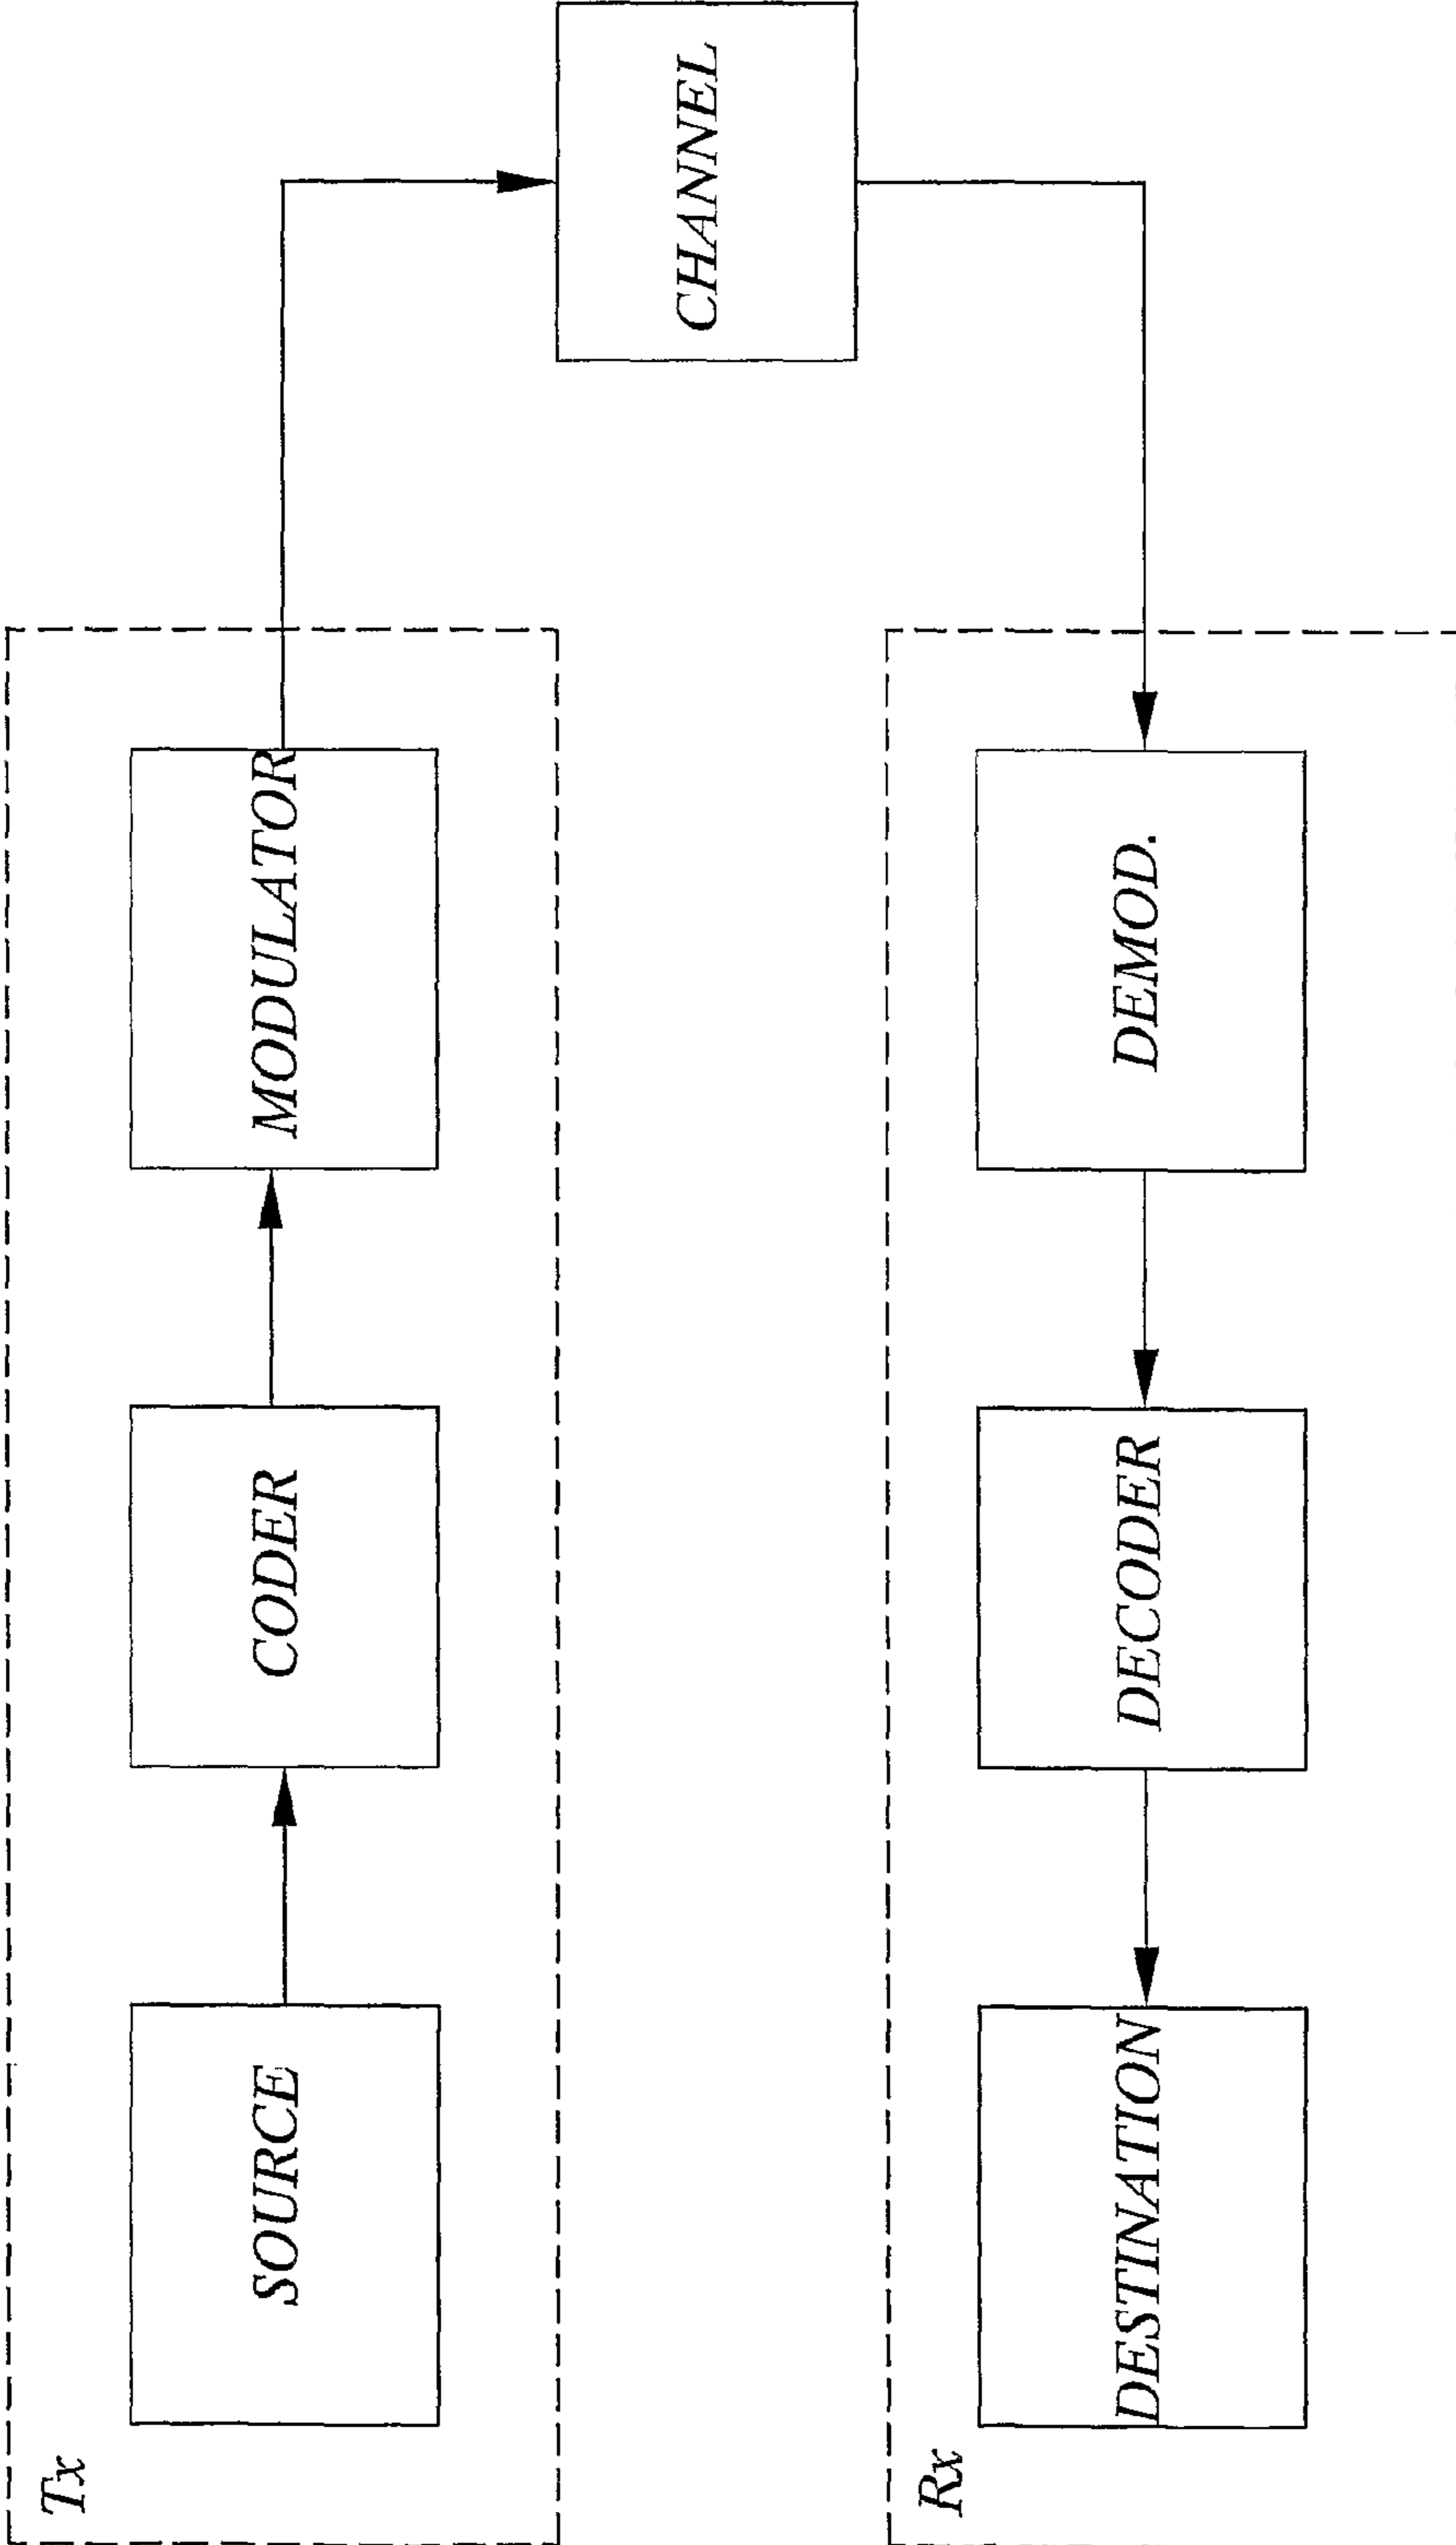 Tx
SOURCE
CODER
MODULATOR
CHANNEL
Rx
DESTINATION
DECODER
DEMOD.